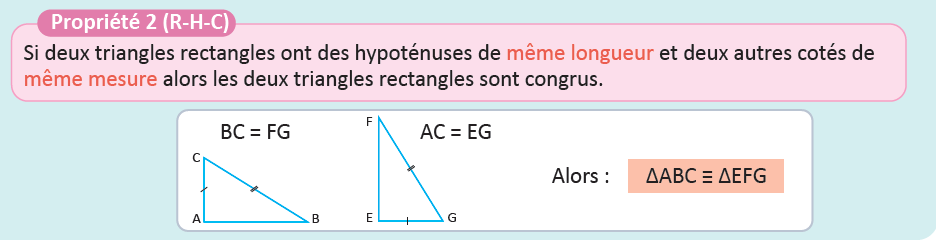 Propriété 2 (R-H-C)
Si deux triangles rectangles ont des hypoténuses de même longueur et deux autres cotés de
même mesure alors les deux triangles rectangles sont congrus.
BC = FG
AC = EG
F
C
A
B
E
G
Alors :
ΔABC ≡ ΔEFG